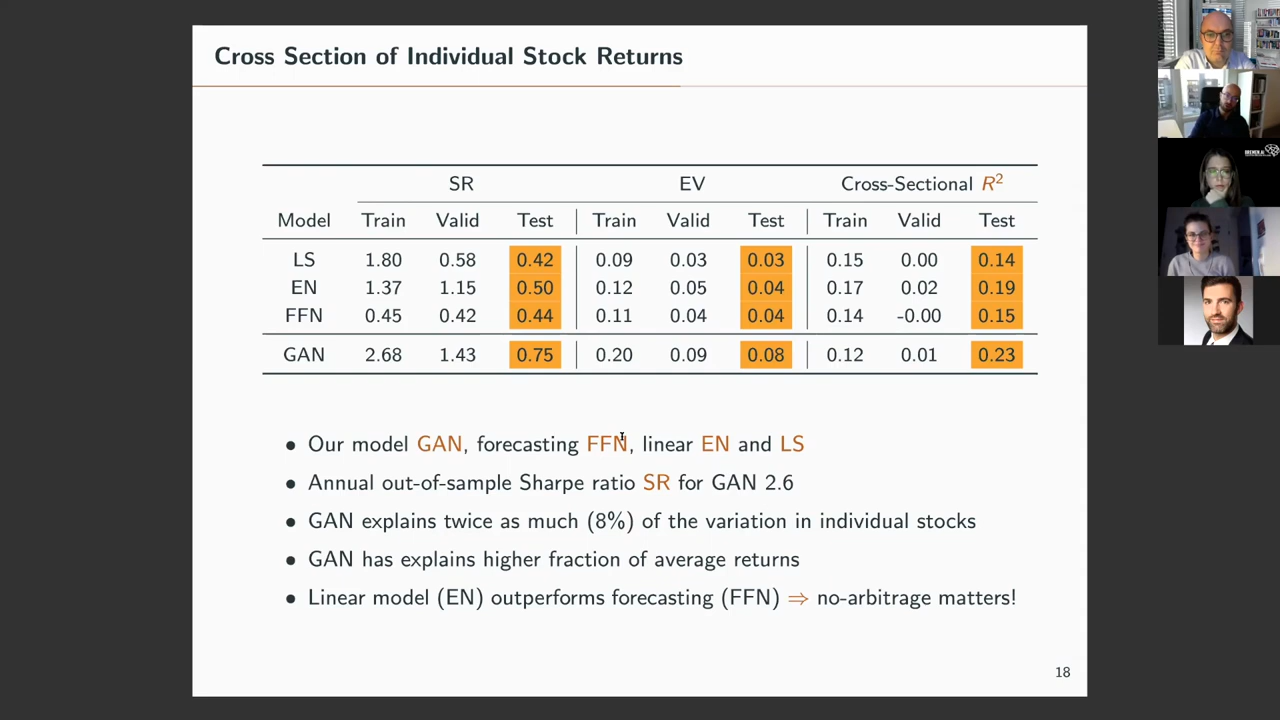 Cross Section of Individual Stock Returns
SR EV Cross-Sectional R²
Model Train Valid Test Train Valid Test Train Valid Test
LS 1.80 0.58 0.42 0.09 0.03 0.03 0.15 0.00 0.14
EN 1.37 1.15 0.50 0.12 0.05 0.04 0.17 0.02 0.19
FFN 0.45 0.42 0.44 0.11 0.04 0.04 0.14 -0.00 0.15
GAN 2.68 1.43 0.75 0.20 0.09 0.08 0.12 0.01 0.23
• Our model GAN, forecasting FFN, linear EN and LS
• Annual out-of-sample Sharpe ratio SR for GAN 2.6
• GAN explains twice as much (8%) of the variation in individual stocks
• GAN has explains higher fraction of average returns
• Linear model (EN) outperforms forecasting (FFN) ⇒ no-arbitrage matters!
18
BREMEN.AI